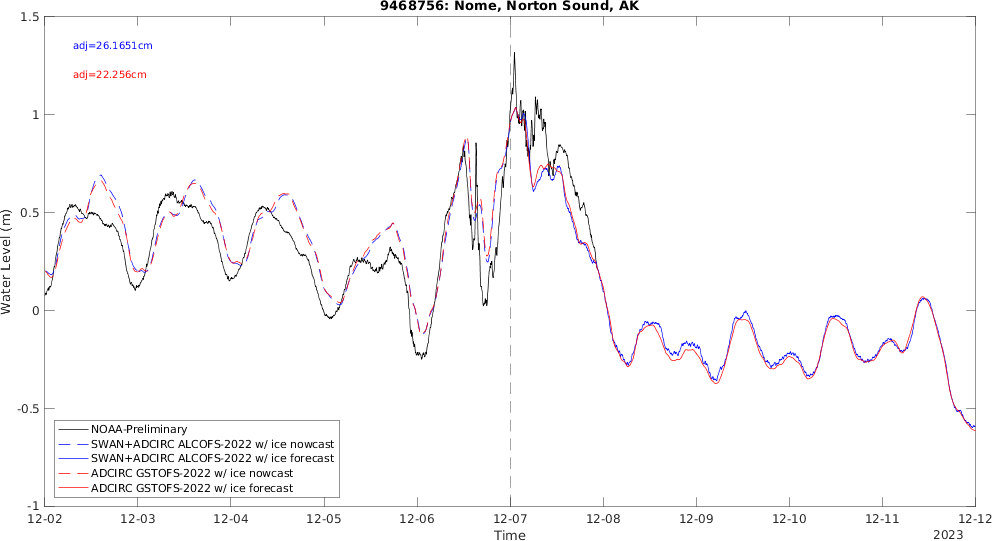 9468756: Nome, Norton Sound, AK
adj=26.1651cm
adj=22.256cm
Water Level (m)
1.5
1
0.5
0
-0.5
-1
NOAA-Preliminary
SWAN+ADCIRC ALCOFS-2022 w/ ice nowcast
SWAN+ADCIRC ALCOFS-2022 w/ ice forecast
ADCIRC GSTOFS-2022 w/ ice nowcast
ADCIRC GSTOFS-2022 w/ ice forecast
12-02 12-03 12-04 12-05 12-06 12-07 12-08 12-09 12-10 12-11 12-12
Time
2023